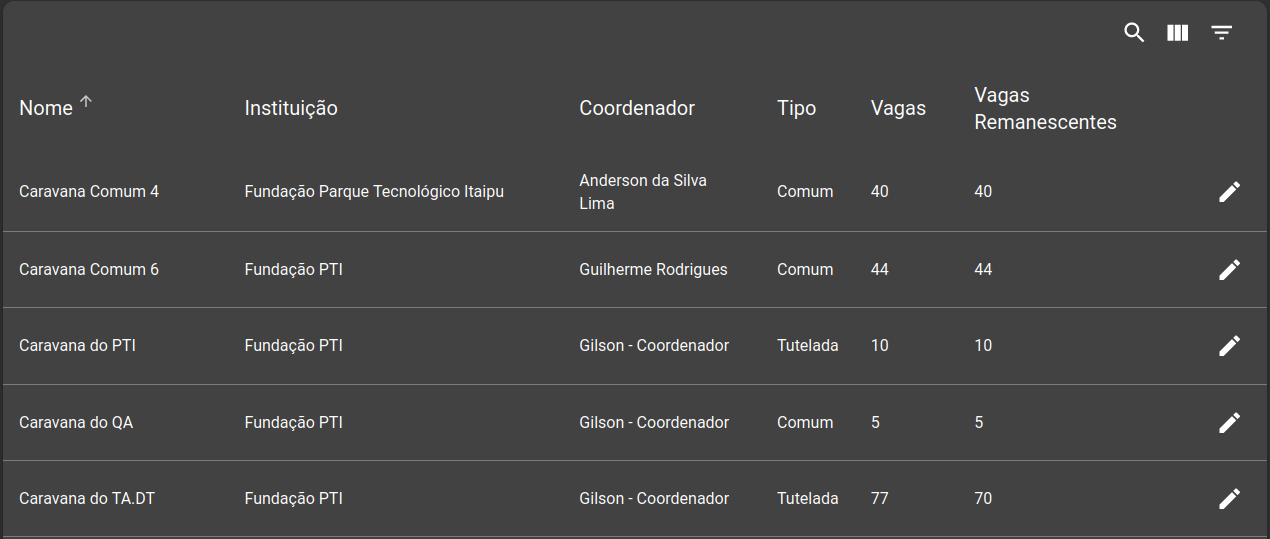 Nome Instituição Coordenador Tipo Vagas Vagas
Remanescentes
Caravana Comum 4 Fundação Parque Tecnológico Itaipu Anderson da Silva Comum 40 40
Lima
Caravana Comum 6 Fundação PTI Guilherme Rodrigues Comum 44 44
Caravana do PTI Fundação PTI Gilson - Coordenador Tutelada 10 10
Caravana do QA Fundação PTI Gilson - Coordenador Comum 5 5
Caravana do TA.DT Fundação PTI Gilson - Coordenador Tutelada 77 70